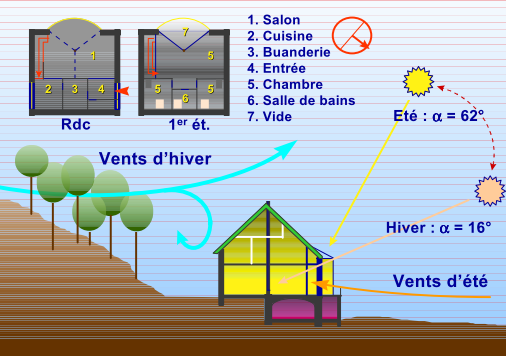 1
2
3
4
Rdc
7
5
5
5
6
1er ét.
1. Salon
2. Cuisine
3. Buanderie
4. Entrée
5. Chambre
6. Salle de bains
7. Vide
Eté : α = 62°
Vents d’hiver
Hiver : α = 16°
Vents d’été